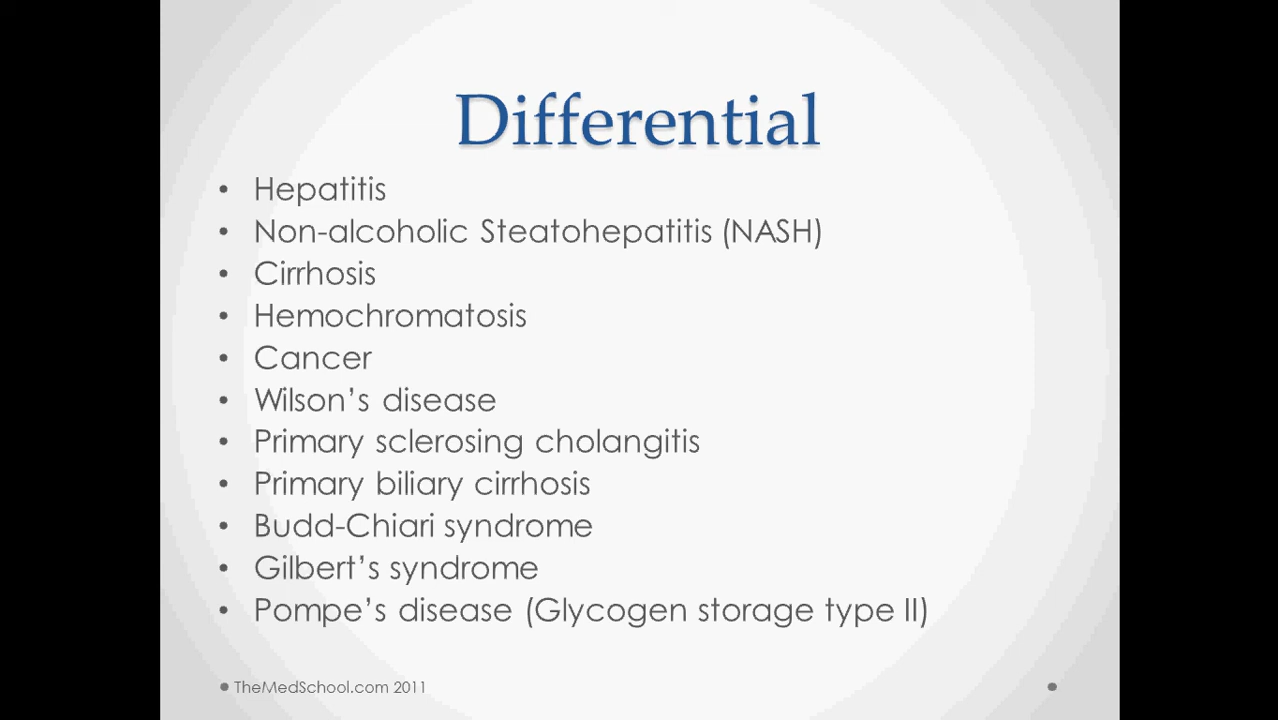 Differential
• Hepatitis
• Non-alcoholic Steatohepatitis (NASH)
• Cirrhosis
• Hemochromatosis
• Cancer
• Wilson’s disease
• Primary sclerosing cholangitis
• Primary biliary cirrhosis
• Budd-Chiari syndrome
• Gilbert’s syndrome
• Pompe’s disease (Glycogen storage type II)
• TheMedSchool.com 2011